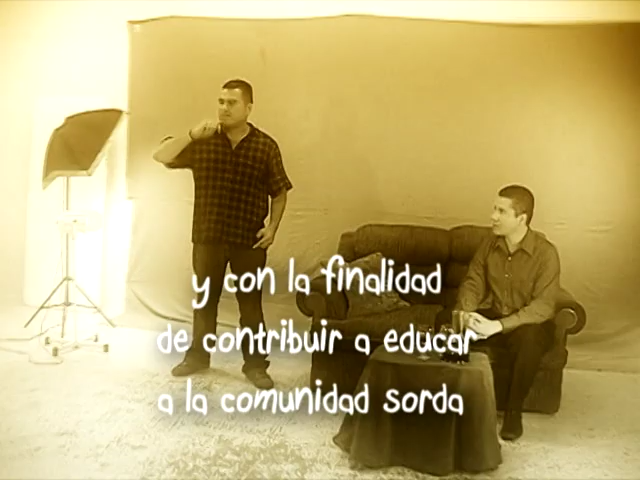 y con la finalidad
de contribuir a educar
a la comunidad sorda